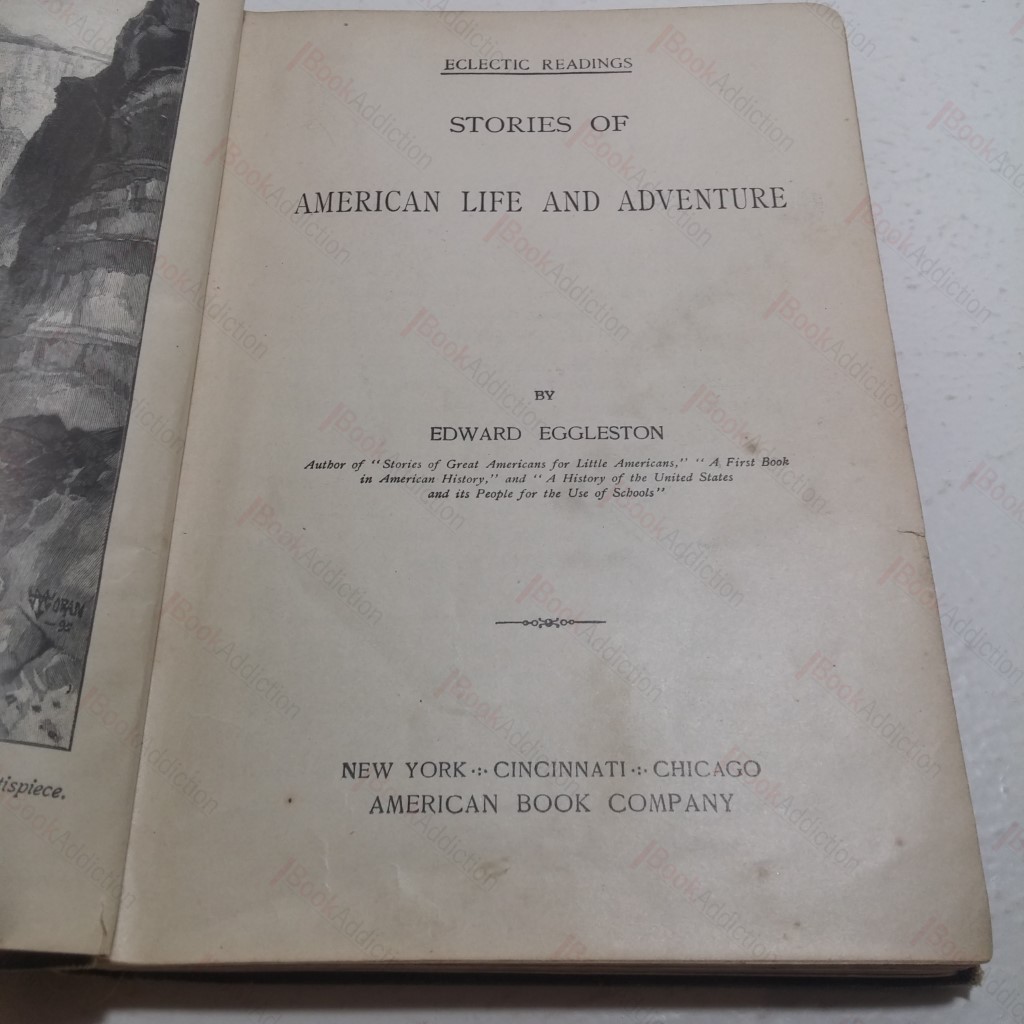 ECLECTIC READINGS
STORIES OF
AMERICAN LIFE AND ADVENTURE
BY
EDWARD EGGLESTON
Author of "Stories of Great Americans for Little Americans," "A First Book
in American History," and "A History of the United States
and its People for the Use of Schools"
NEW YORK ·:· CINCINNATI ·:· CHICAGO
AMERICAN BOOK COMPANY
tispiece.
BookAddiction